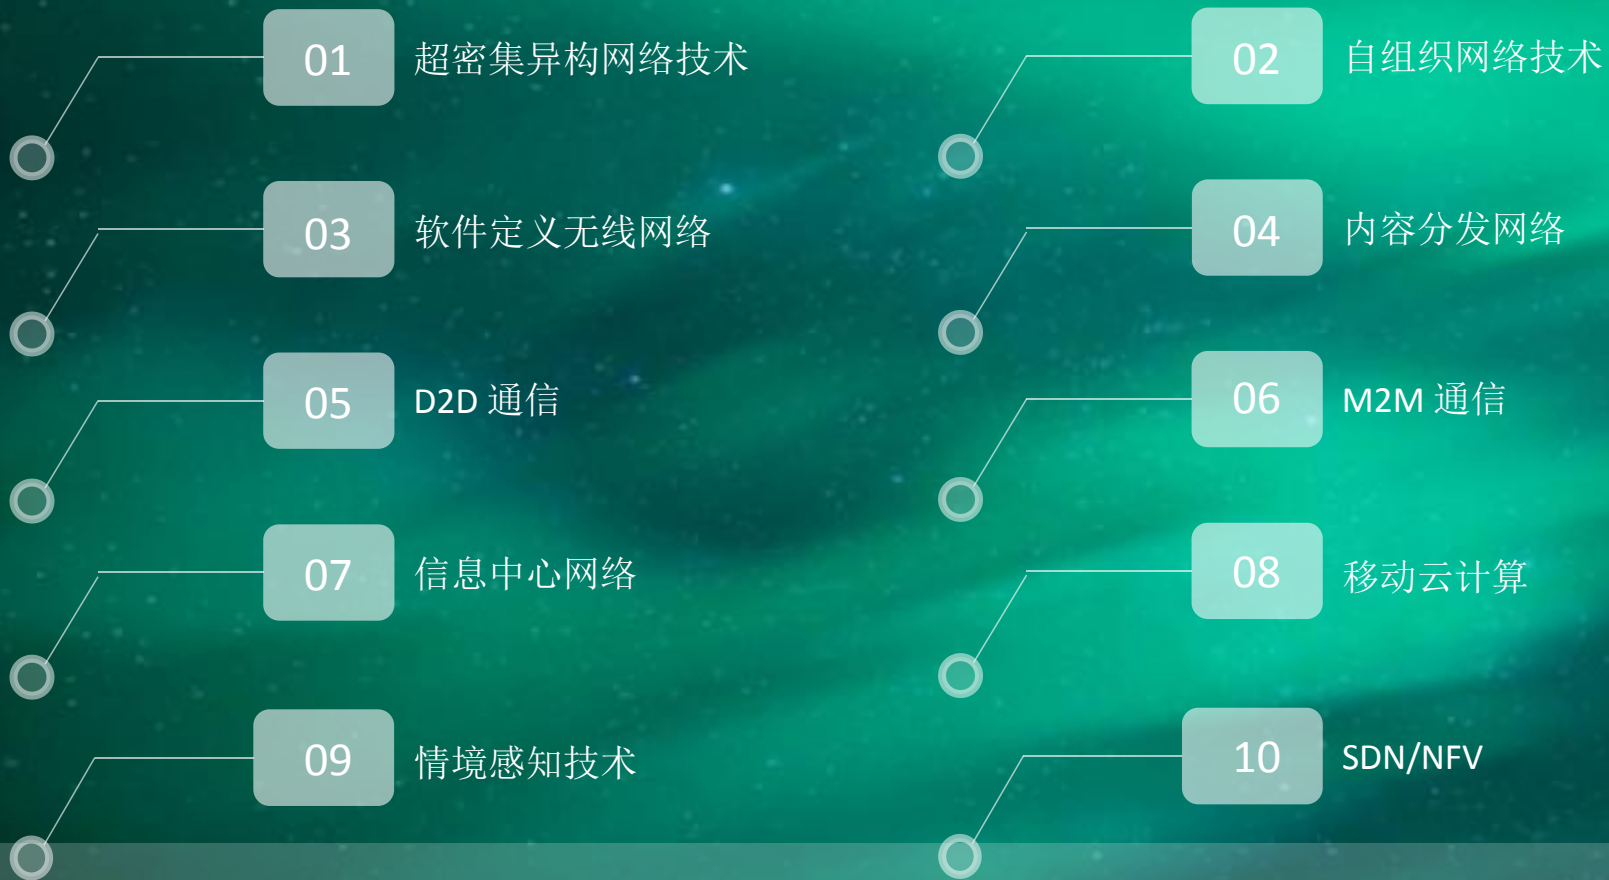 01 超密集异构网络技术
02 自组织网络技术
03 软件定义无线网络
04 内容分发网络
05 D2D 通信
06 M2M 通信
07 信息中心网络
08 移动云计算
09 情境感知技术
10 SDN/NFV